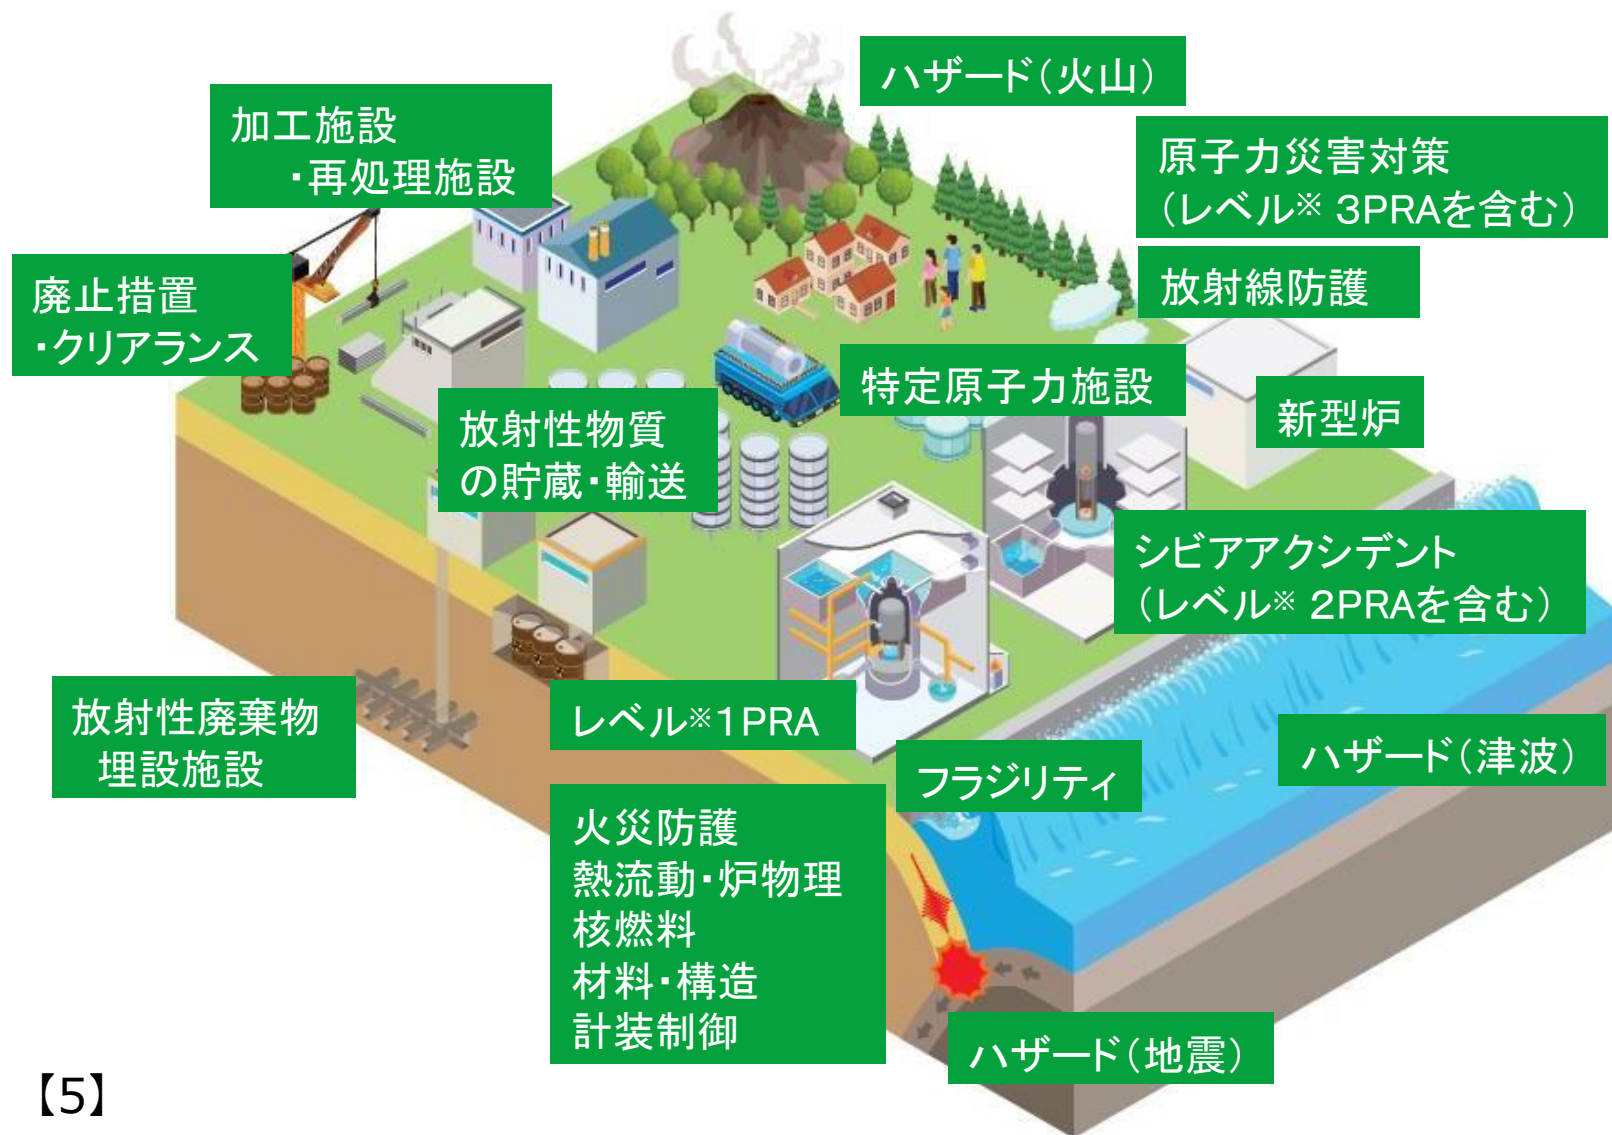 ハザード（火山）
加工施設
・再処理施設
原子力災害対策
（レベル※ 3PRAを含む）
放射線防護
廃止措置
・クリアランス
特定原子力施設
新型炉
放射性物質
の貯蔵・輸送
シビアアクシデント
（レベル※ 2PRAを含む）
放射性廃棄物
埋設施設
レベル※1PRA
フラジリティ
ハザード（津波）
火災防護
熱流動・炉物理
核燃料
材料・構造
計装制御
ハザード（地震）
【5】